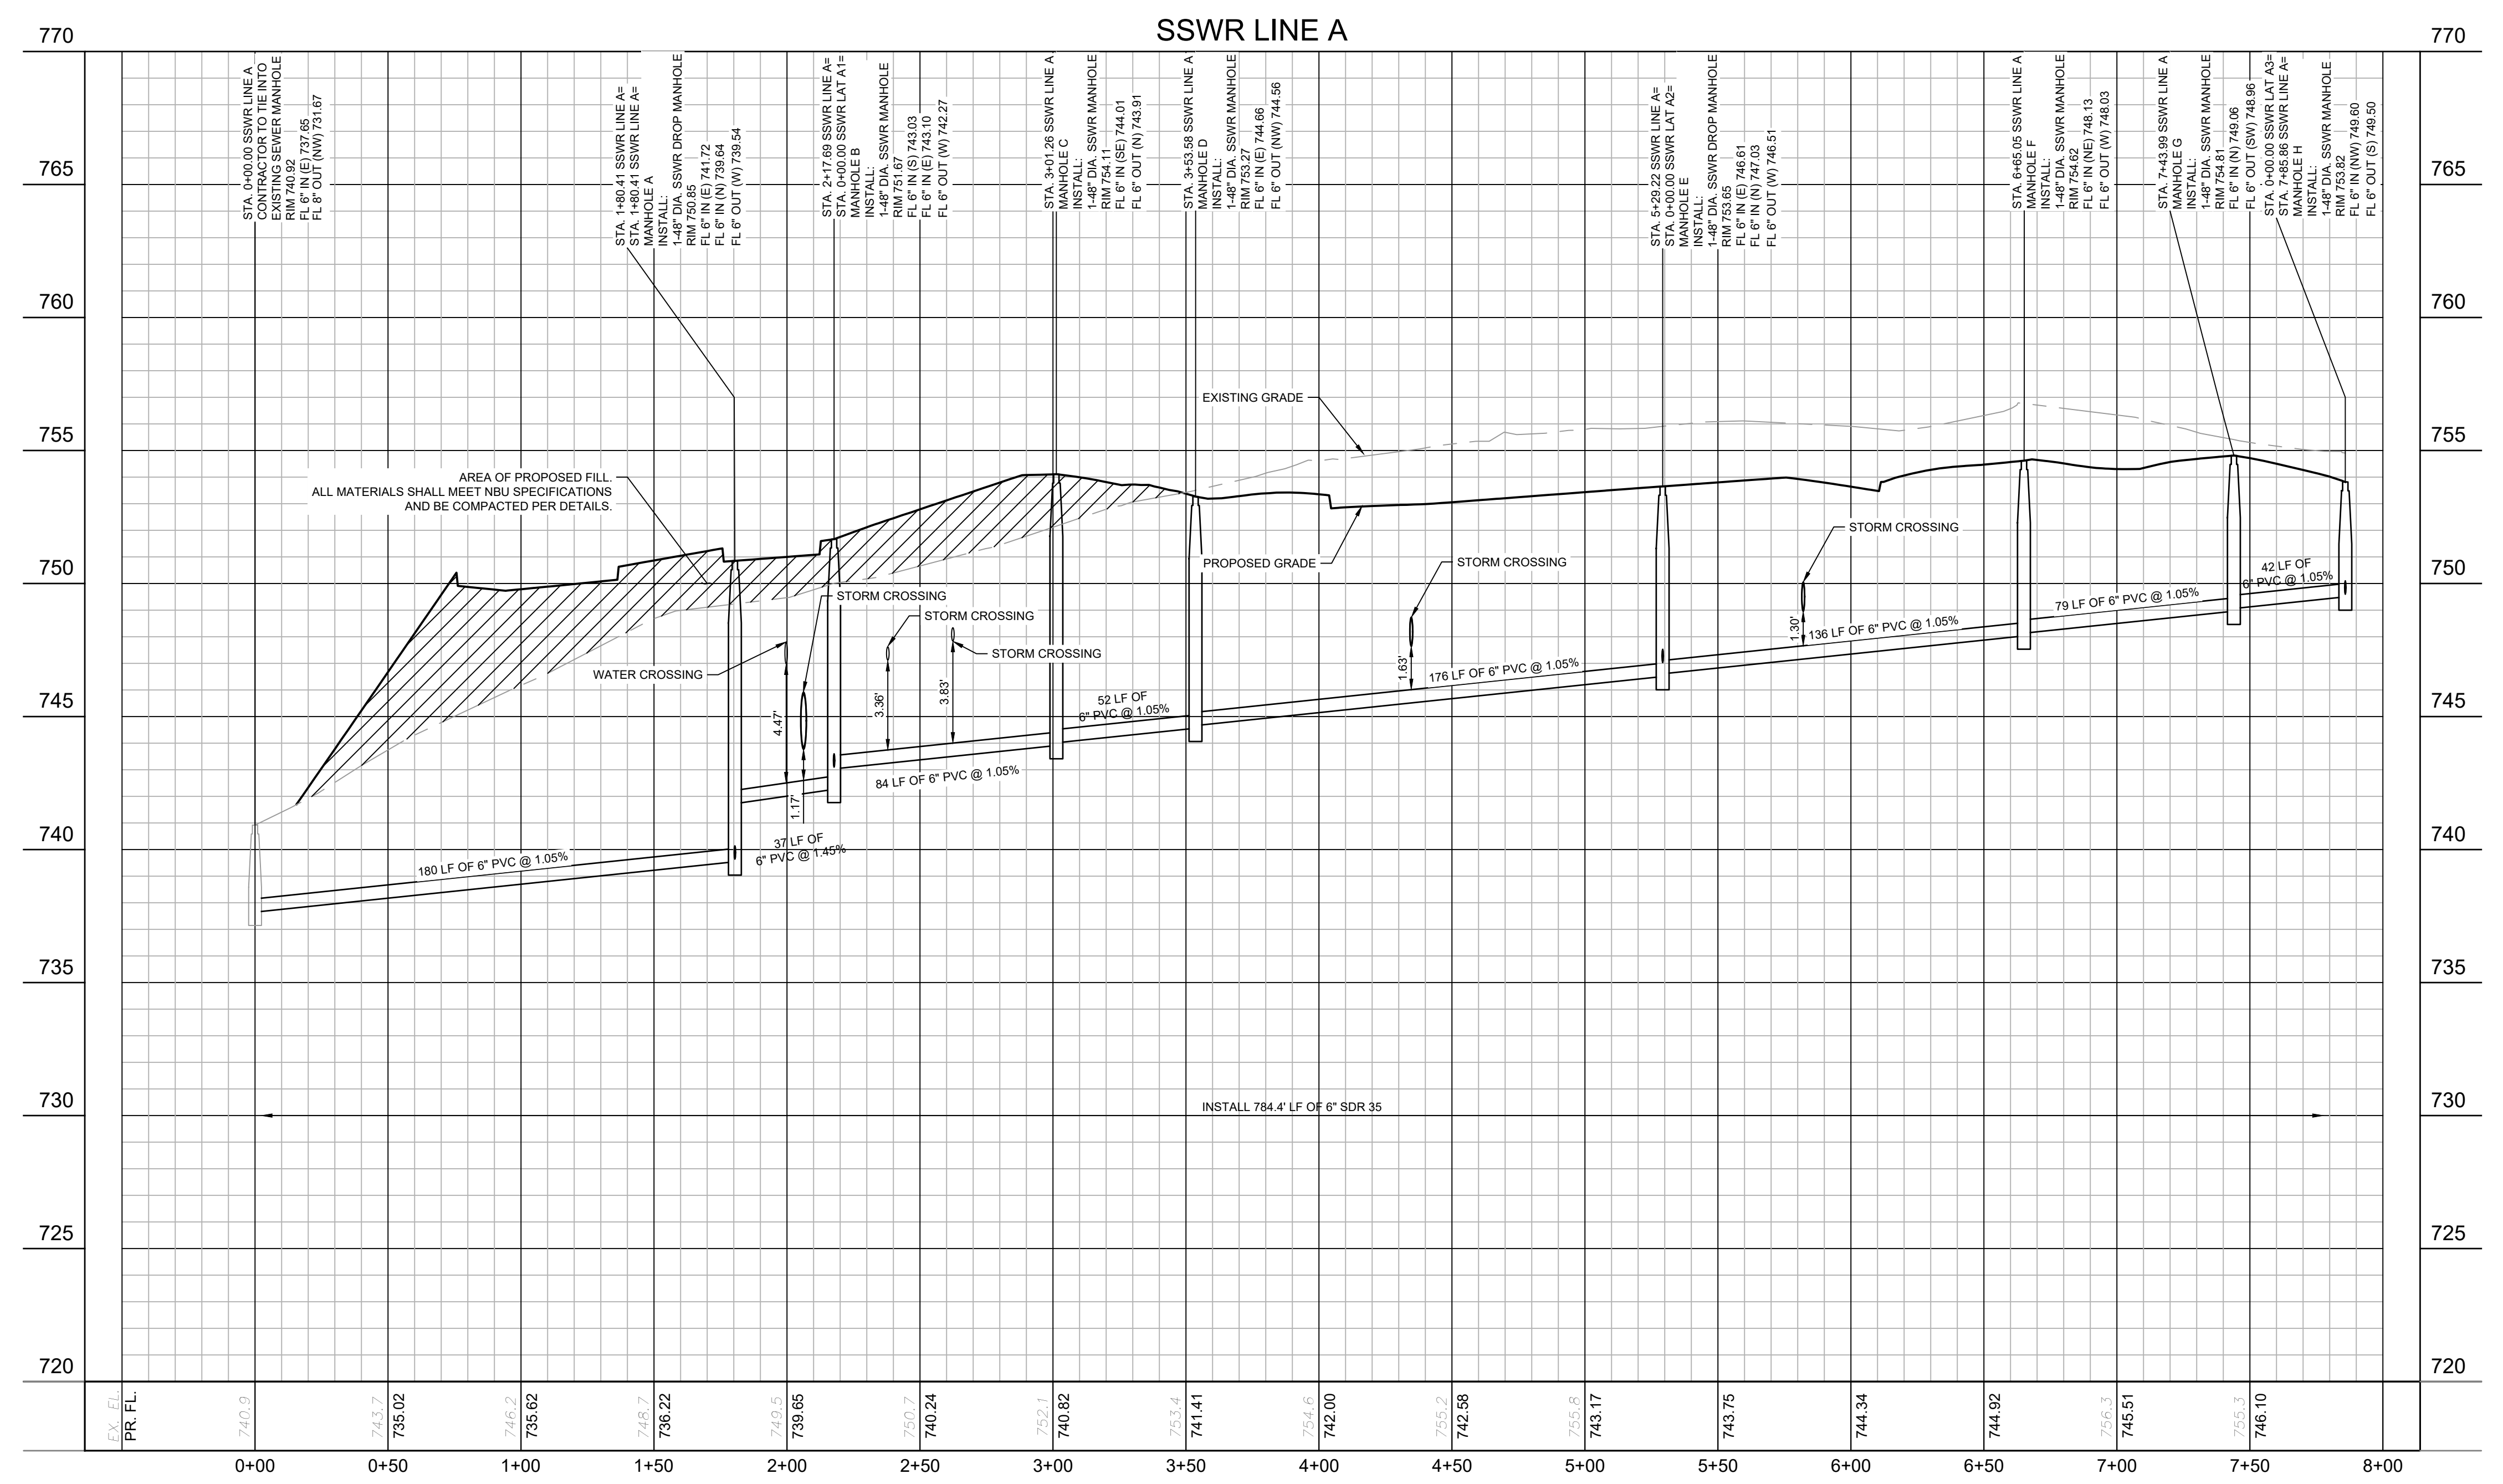 SSWR LINE A
770
770
765
765
760
760
755
755
750
750
745
745
740
740
735
735
730
730
725
725
720
720
STA. 0+00.00 SSWR LINE A
CONTRACTOR TO TIE INTO
EXISTING SEWER MANHOLE
RIM 740.92
FL 6" IN (E) 737.65
FL 8" OUT (NW) 731.67
STA. 1+80.41 SSWR LINE A=
STA. 1+80.41 SSWR LINE A=
MANHOLE A
INSTALL:
1-48" DIA. SSWR DROP MANHOLE
RIM 750.85
FL 6" IN (E) 741.72
FL 6" IN (N) 739.64
FL 6" OUT (W) 739.54
STA. 2+17.69 SSWR LINE A=
STA. 0+00.00 SSWR LAT A1=
MANHOLE B
INSTALL:
1-48" DIA. SSWR MANHOLE
RIM 751.67
FL 6" IN (S) 743.03
FL 6" IN (E) 743.10
FL 6" OUT (W) 742.27
STA. 3+01.26 SSWR LINE A
MANHOLE C
INSTALL:
1-48" DIA. SSWR MANHOLE
RIM 754.11
FL 6" IN (SE) 744.01
FL 6" OUT (N) 743.91
STA. 3+53.58 SSWR LINE A
MANHOLE D
INSTALL:
1-48" DIA. SSWR MANHOLE
RIM 753.27
FL 6" IN (E) 744.66
FL 6" OUT (NW) 744.56
STA. 5+29.22 SSWR LINE A=
STA. 0+00.00 SSWR LAT A2=
MANHOLE E
INSTALL:
1-48" DIA. SSWR DROP MANHOLE
RIM 753.65
FL 6" IN (E) 746.61
FL 6" IN (N) 747.03
FL 6" OUT (W) 746.51
STA. 6+65.05 SSWR LINE A
MANHOLE F
INSTALL:
1-48" DIA. SSWR MANHOLE
RIM 754.62
FL 6" IN (NE) 748.13
FL 6" OUT (W) 748.03
STA. 7+43.99 SSWR LINE A
MANHOLE G
INSTALL:
1-48" DIA. SSWR MANHOLE
RIM 754.81
FL 6" IN (N) 749.06
FL 6" OUT (SW) 748.96
STA. 0+00.00 SSWR LAT A3=
STA. 7+85.86 SSWR LINE A=
MANHOLE H
INSTALL:
1-48" DIA. SSWR MANHOLE
RIM 753.82
FL 6" IN (NW) 749.60
FL 6" OUT (S) 749.50
EXISTING GRADE
AREA OF PROPOSED FILL.
ALL MATERIALS SHALL MEET NBU SPECIFICATIONS
AND BE COMPACTED PER DETAILS.
PROPOSED GRADE
STORM CROSSING
STORM CROSSING
STORM CROSSING
STORM CROSSING
STORM CROSSING
WATER CROSSING
4.47'
1.17'
3.36'
3.83'
1.63'
1.30'
180 LF OF 6" PVC @ 1.05%
37 LF OF
6" PVC @ 1.45%
84 LF OF 6" PVC @ 1.05%
52 LF OF
6" PVC @ 1.05%
176 LF OF 6" PVC @ 1.05%
136 LF OF 6" PVC @ 1.05%
79 LF OF 6" PVC @ 1.05%
42 LF OF
6" PVC @ 1.05%
INSTALL 784.4' LF OF 6" SDR 35
EX. EL.
PR. FL.
740.9
743.7
735.02
746.2
735.62
748.7
736.22
749.5
739.65
750.7
740.24
752.1
740.82
753.4
741.41
754.6
742.00
755.2
742.58
755.8
743.17
743.75
744.34
744.92
756.3
745.51
755.3
746.10
0+00
0+50
1+00
1+50
2+00
2+50
3+00
3+50
4+00
4+50
5+00
5+50
6+00
6+50
7+00
7+50
8+00